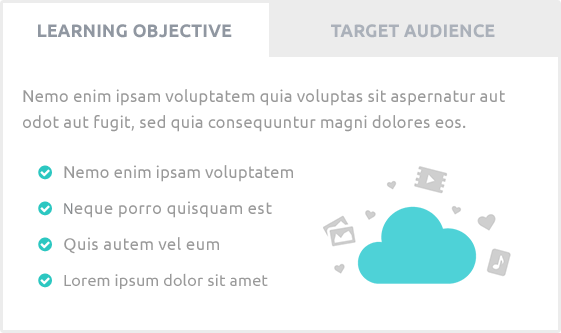 LEARNING OBJECTIVE
TARGET AUDIENCE
Nemo enim ipsam voluptatem quia voluptas sit aspernatur aut
odot aut fugit, sed quia consequuntur magni dolores eos.
Nemo enim ipsam voluptatem
Neque porro quisquam est
Quis autem vel eum
Lorem ipsum dolor sit amet